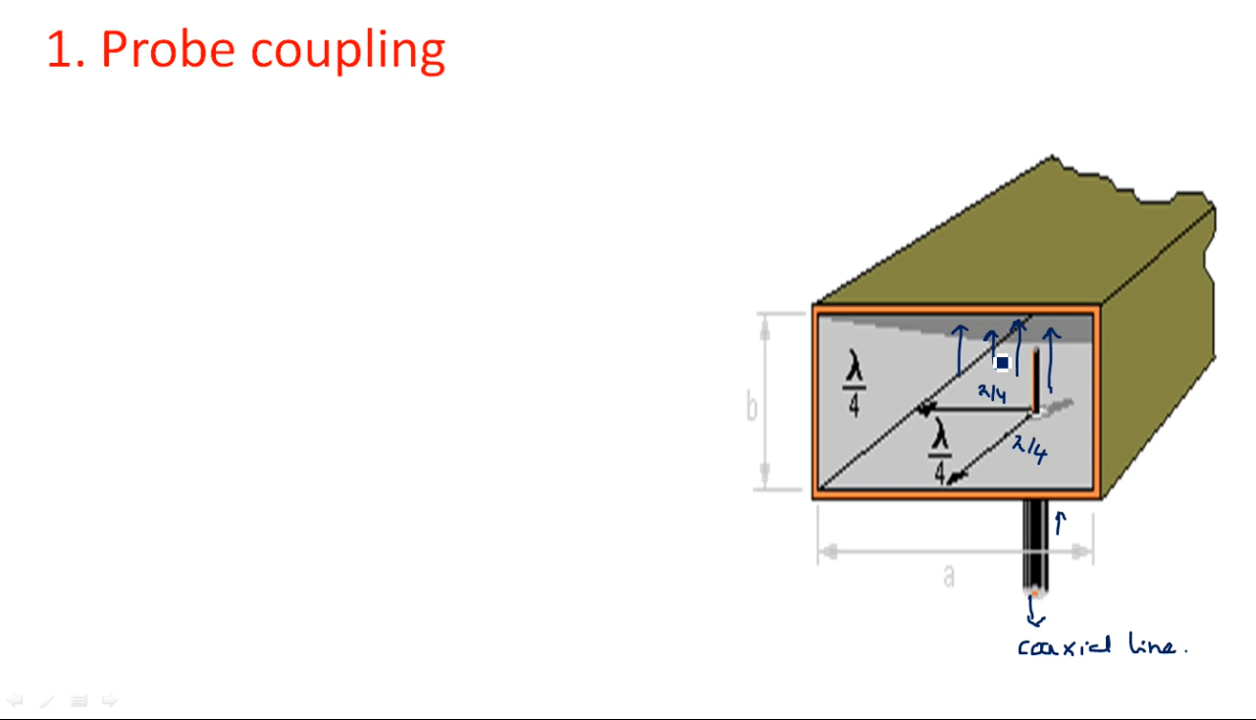 1. Probe coupling
λ/4
b
λ/4
λ/4
λ/4
a
coaxial line.